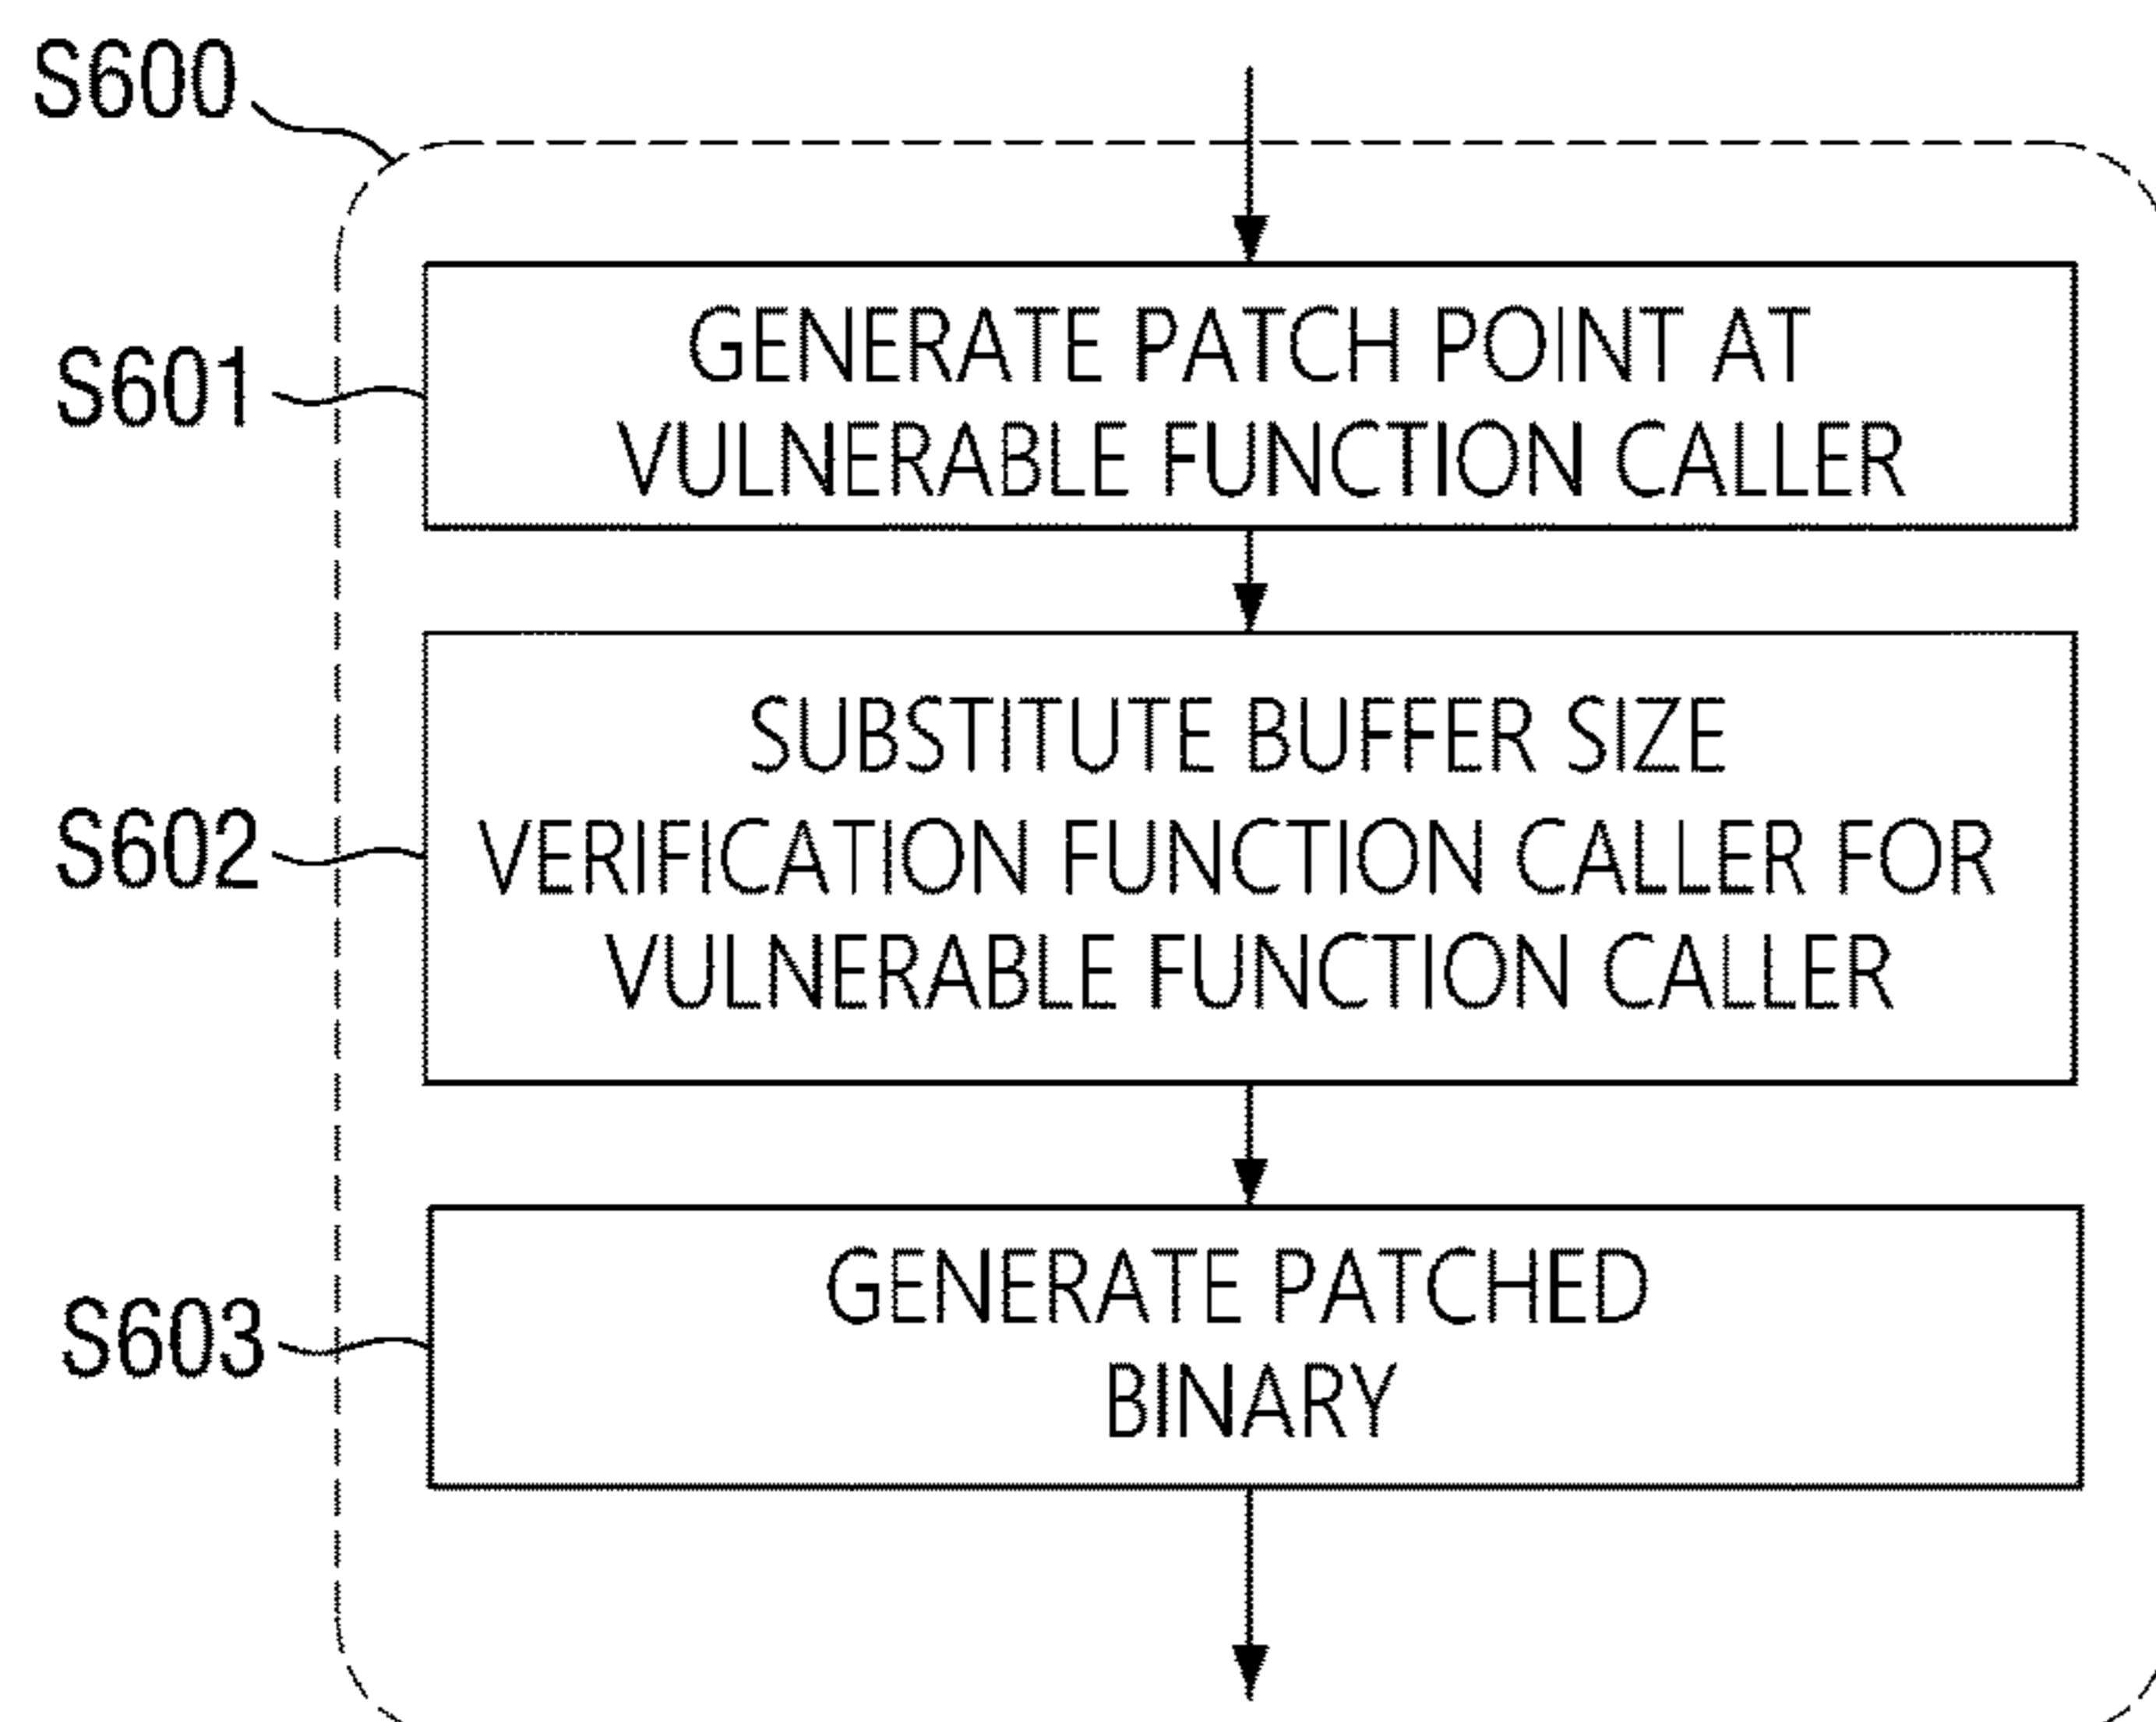 S600
S601
GENERATE PATCH POINT AT
VULNERABLE FUNCTION CALLER
S602
SUBSTITUTE BUFFER SIZE
VERIFICATION FUNCTION CALLER FOR
VULNERABLE FUNCTION CALLER
S603
GENERATE PATCHED
BINARY